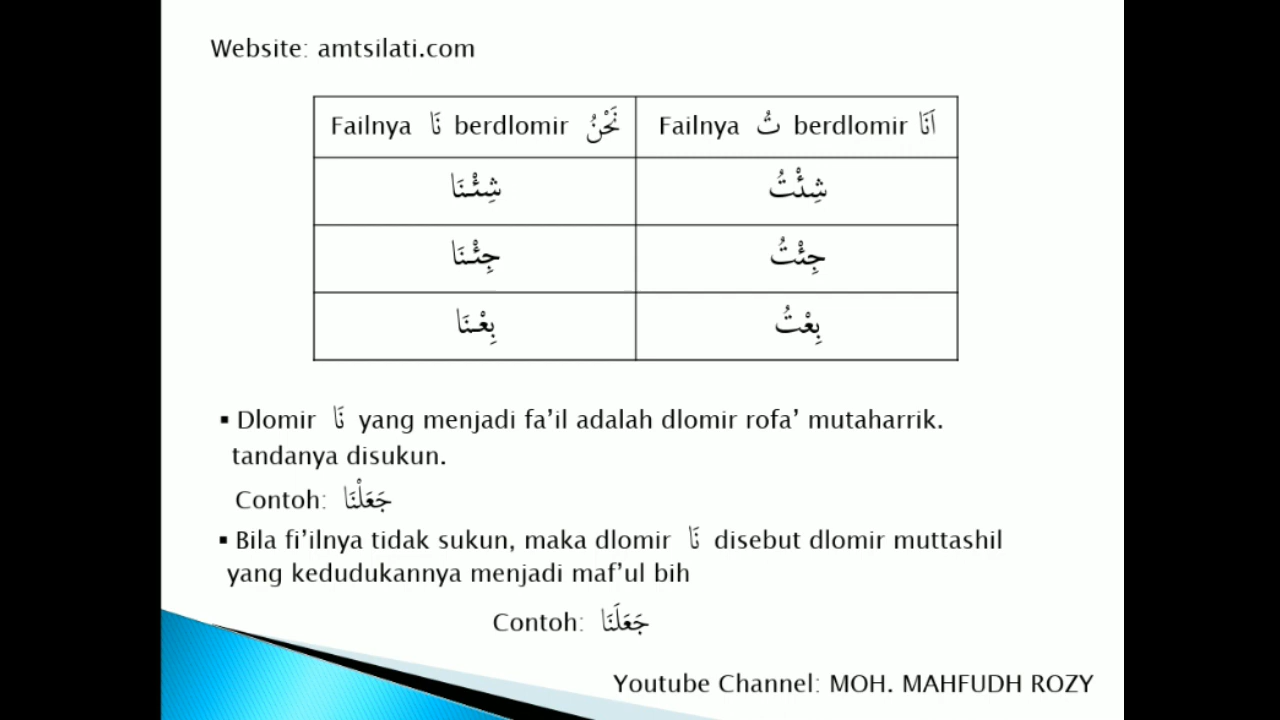 Website: amtsilati.com
Failnya نَا berdlomir نَحْنُ
Failnya تُ berdlomir اَنَا
شِئْنَا
شِئْتُ
جِئْنَا
جِئْتُ
بِعْنَا
بِعْتُ
▪ Dlomir نَا yang menjadi fa’il adalah dlomir rofa’ mutaharrik.
tandanya disukun.
Contoh: جَعَلْنَا
▪ Bila fi’ilnya tidak sukun, maka dlomir نَا disebut dlomir muttashil
yang kedudukannya menjadi maf’ul bih
Contoh: جَعَلَنَا
Youtube Channel: MOH. MAHFUDH ROZY